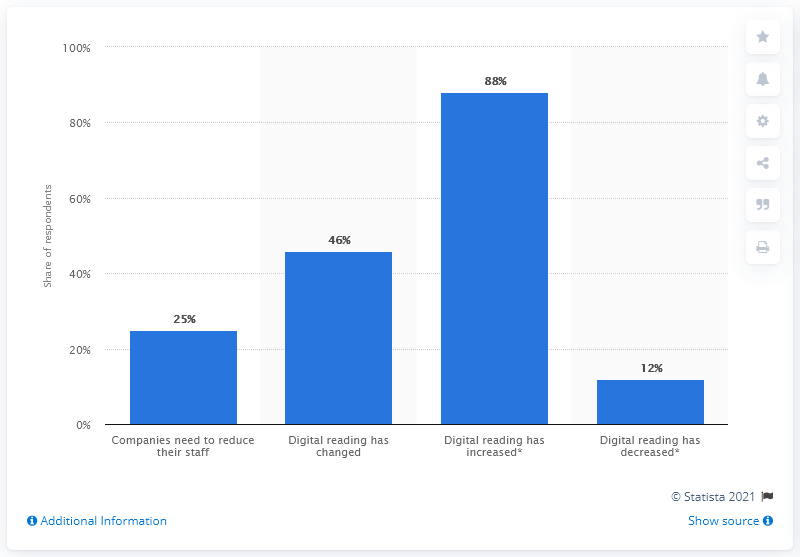 100%
80%
60%
40%
20%
0%
Share of respondents
25%
46%
88%
12%
Companies need to reduce
their staff
Digital reading has
changed
Digital reading has
increased*
Digital reading has
decreased*
© Statista 2021
Additional Information
Show source